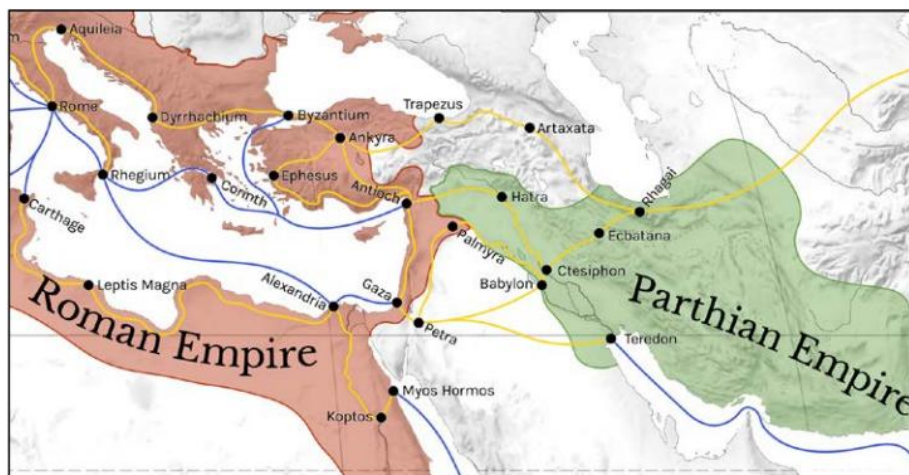 Aquileia
Rome
Dyrrhachium
Byzantium
Trapezus
Artaxata
Ankyra
Rhegium
Corinth
Ephesus
Antioch
Hatra
Rhagai
Carthage
Palmyra
Ecbatana
Ctesiphon
Babylon
Leptis Magna
Alexandria
Gaza
Petra
Teredon
Roman Empire
Parthian Empire
Myos Hormos
Koptos